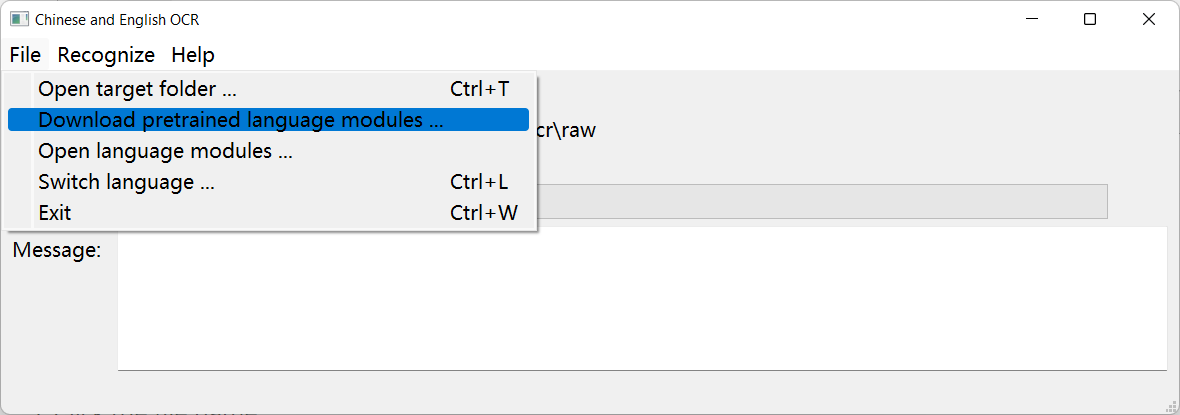 Chinese and English OCR
File Recognize Help
Open target folder ... Ctrl+T
Download pretrained language modules ...
cr\raw
Open language modules ...
Switch language ... Ctrl+L
Exit Ctrl+W
Message: